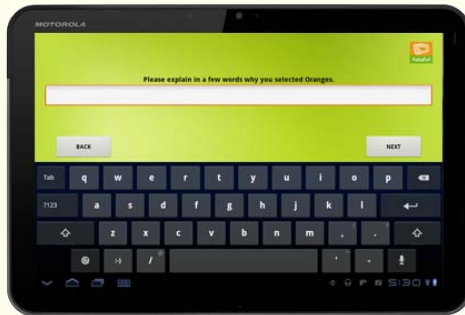 MOTOROLA
Please explain in a few words why you selected Oranges.
BACK
NEXT
Tab q w e r t y u i o p
?123 a s d f g h j k l
z x c v b n m , .
:-) / ' -
5:30